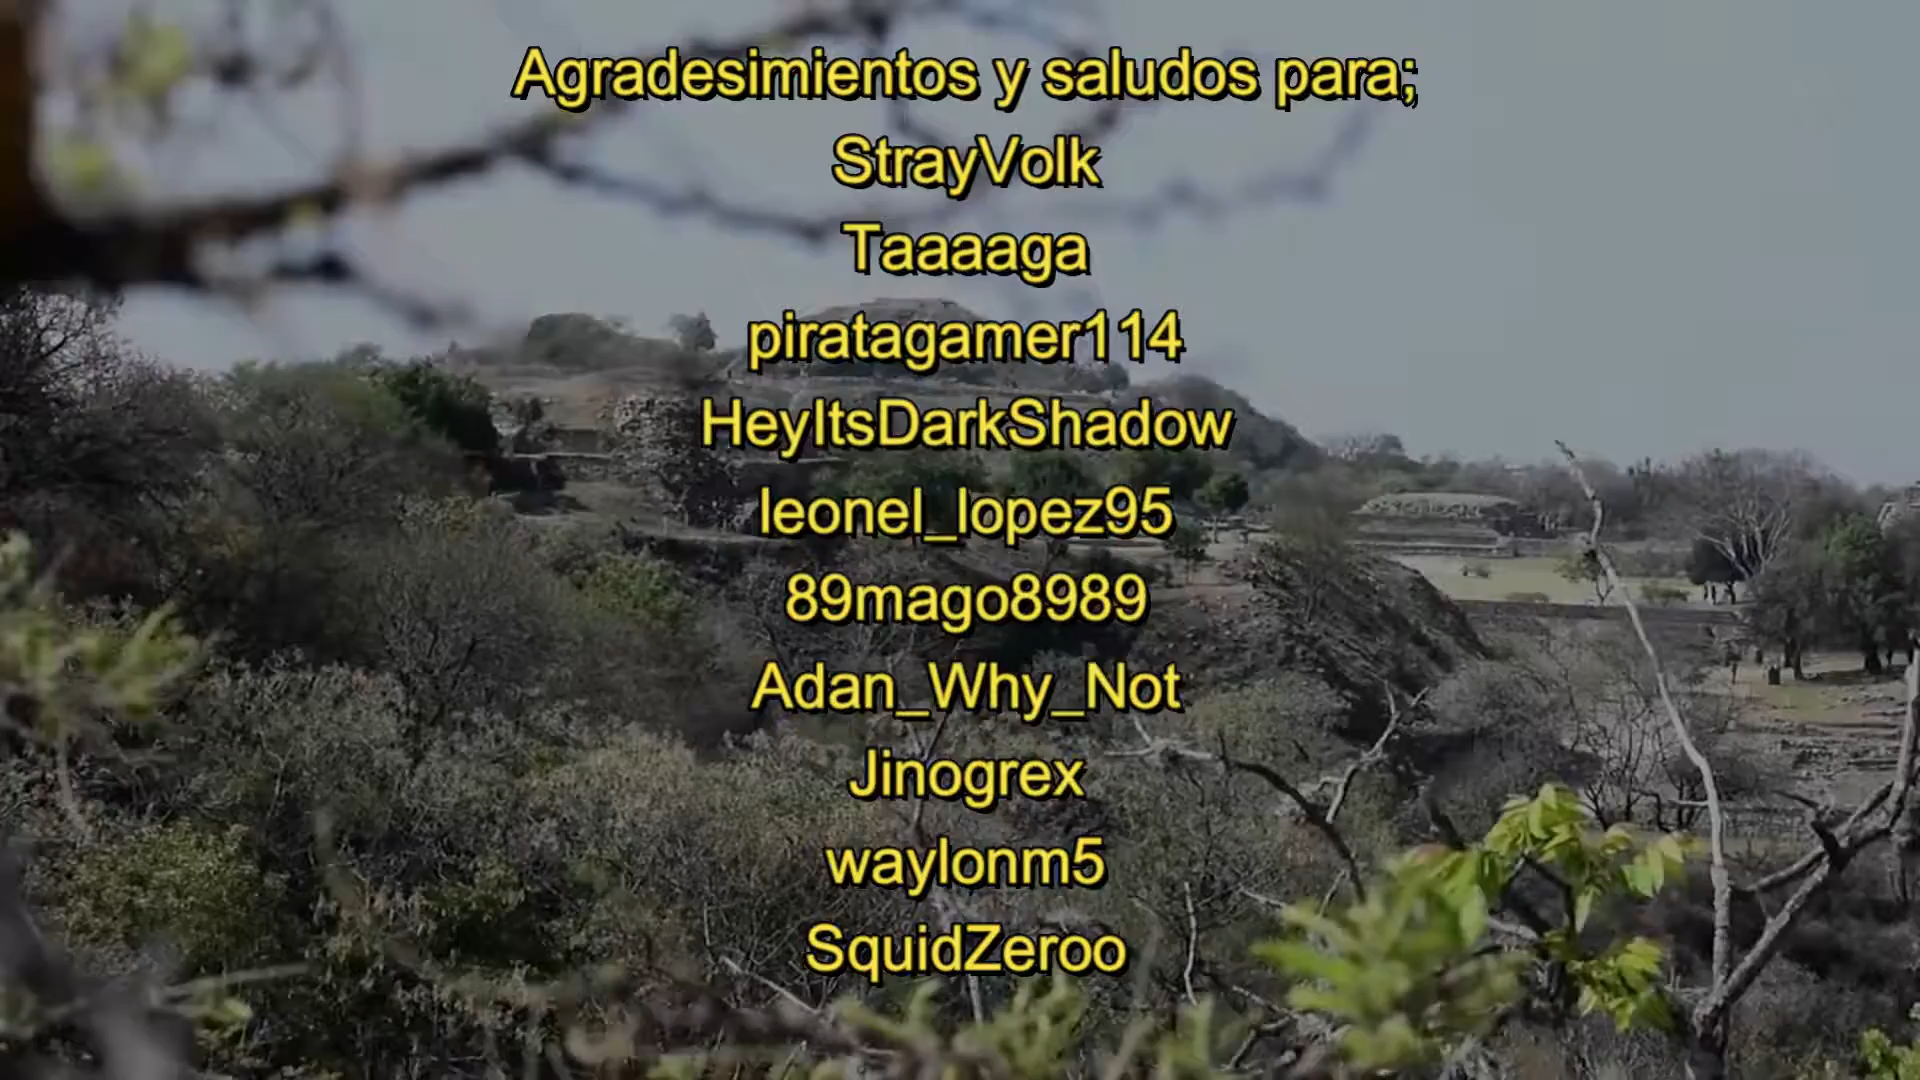 Agradesimientos y saludos para;
StrayVolk
Taaaaga
piratagamer114
HeyItsDarkShadow
leonel_lopez95
89mago8989
Adan_Why_Not
Jinogrex
waylonm5
SquidZeroo